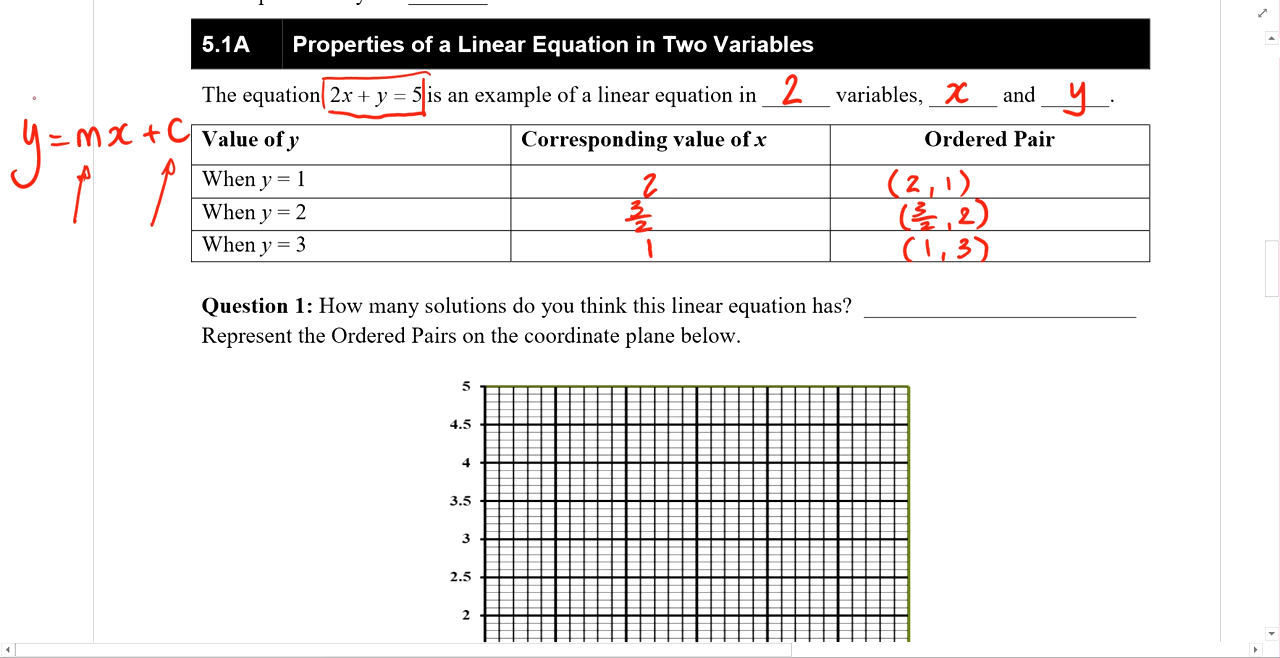 5.1A Properties of a Linear Equation in Two Variables
The equation 2x + y = 5 is an example of a linear equation in 2 variables, x and y.
y = mx + c
Value of y Corresponding value of x Ordered Pair
When y = 1 2 (2, 1)
When y = 2 3/2 (3/2, 2)
When y = 3 1 (1, 3)
Question 1: How many solutions do you think this linear equation has? ____
Represent the Ordered Pairs on the coordinate plane below.
5
4.5
4
3.5
3
2.5
2